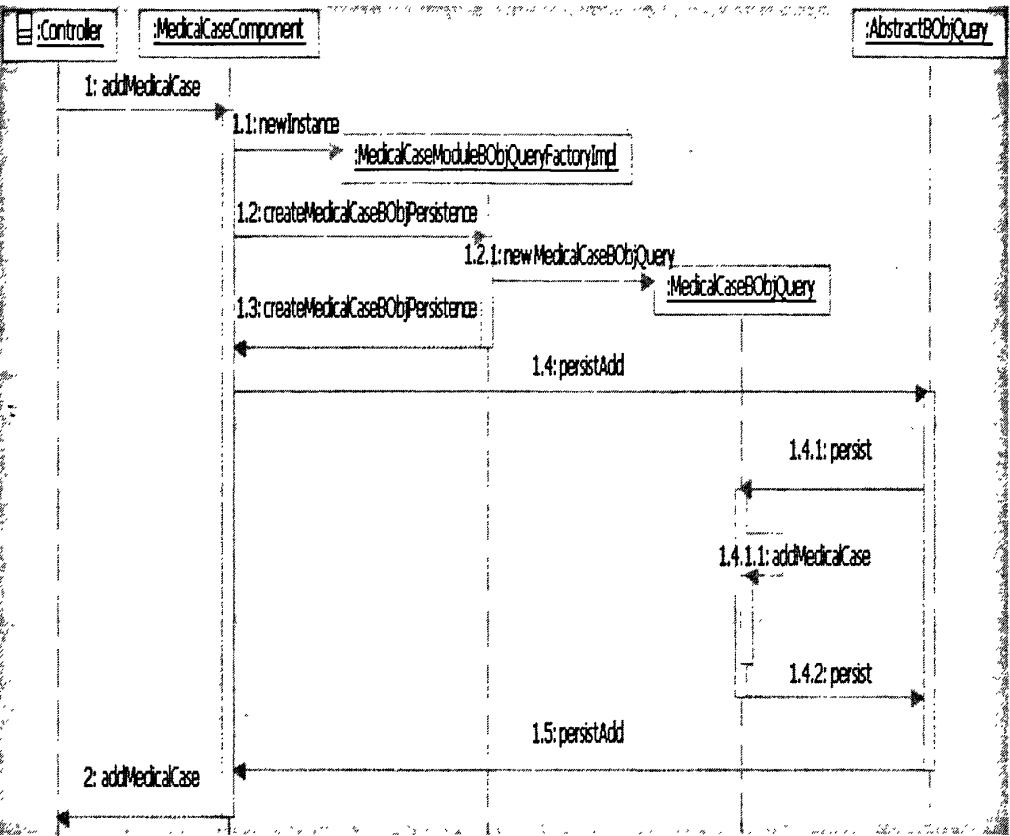 :Controller
:MedicalCaseComponent
:AbstractBObjQuery
1: addMedicalCase
1.1: newInstance
:MedicalCaseModuleBObjQueryFactoryImpl
1.2: createMedicalCaseBObjPersistence
1.2.1: new MedicalCaseBObjQuery
:MedicalCaseBObjQuery
1.3: createMedicalCaseBObjPersistence
1.4: persistAdd
1.4.1: persist
1.4.1.1: addMedicalCase
1.4.2: persist
1.5: persistAdd
2: addMedicalCase